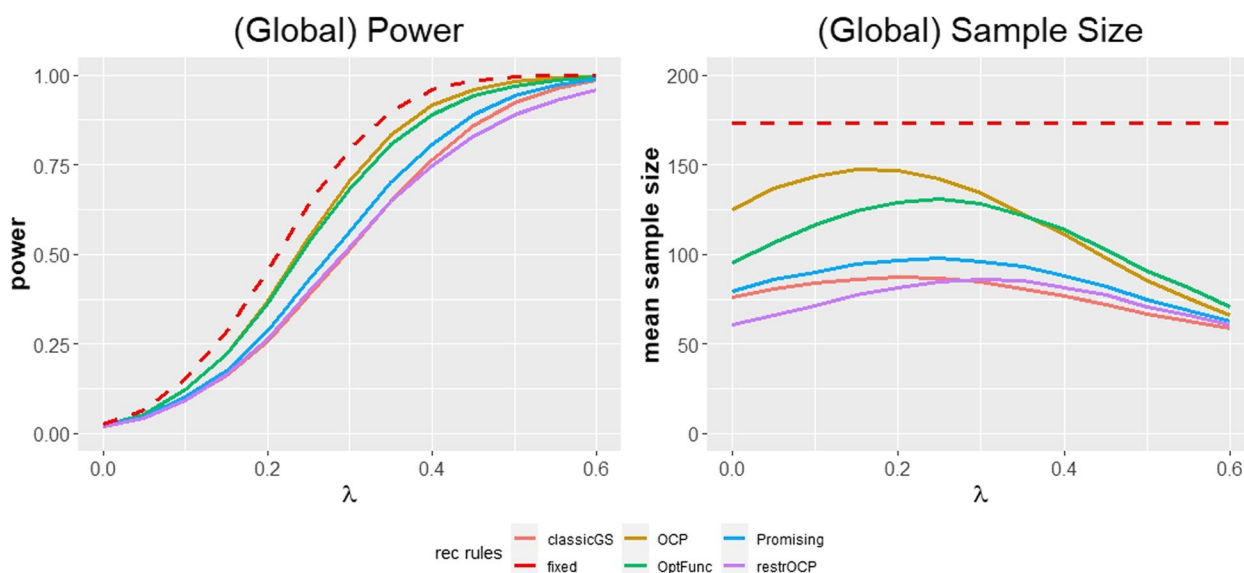 (Global) Power
1.00
0.75
0.50
0.25
0.00
power
0.0 0.2 0.4 0.6
λ
(Global) Sample Size
200
150
100
50
0
mean sample size
0.0 0.2 0.4 0.6
λ
rec rules
classicGS OCP Promising
fixed OptFunc restrOCP